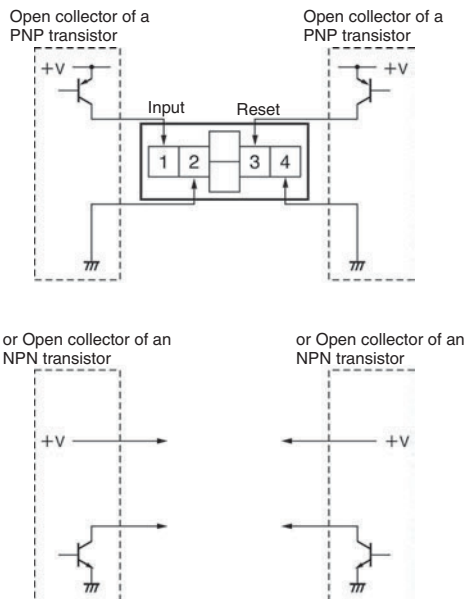 Open collector of a
PNP transistor
Open collector of a
PNP transistor
+V
+V
Input
Reset
1 2 3 4
or Open collector of an
NPN transistor
or Open collector of an
NPN transistor
+V
+V